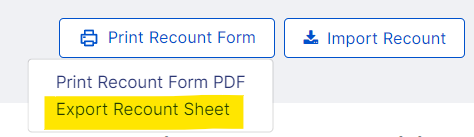 Print Recount Form Import Recount
Print Recount Form PDF
Export Recount Sheet